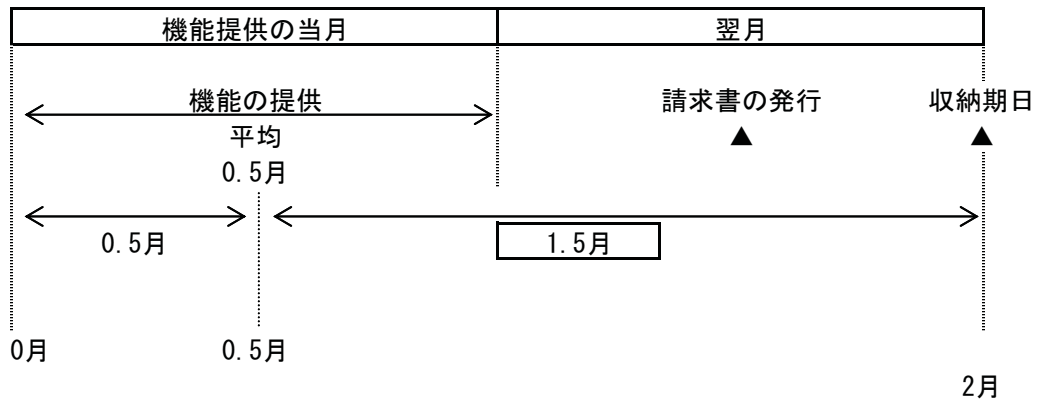 機能提供の当月 翌月
機能の提供 請求書の発行 収納期日
平均 ▲ ▲
0.5月
0.5月 1.5月
0月 0.5月
2月